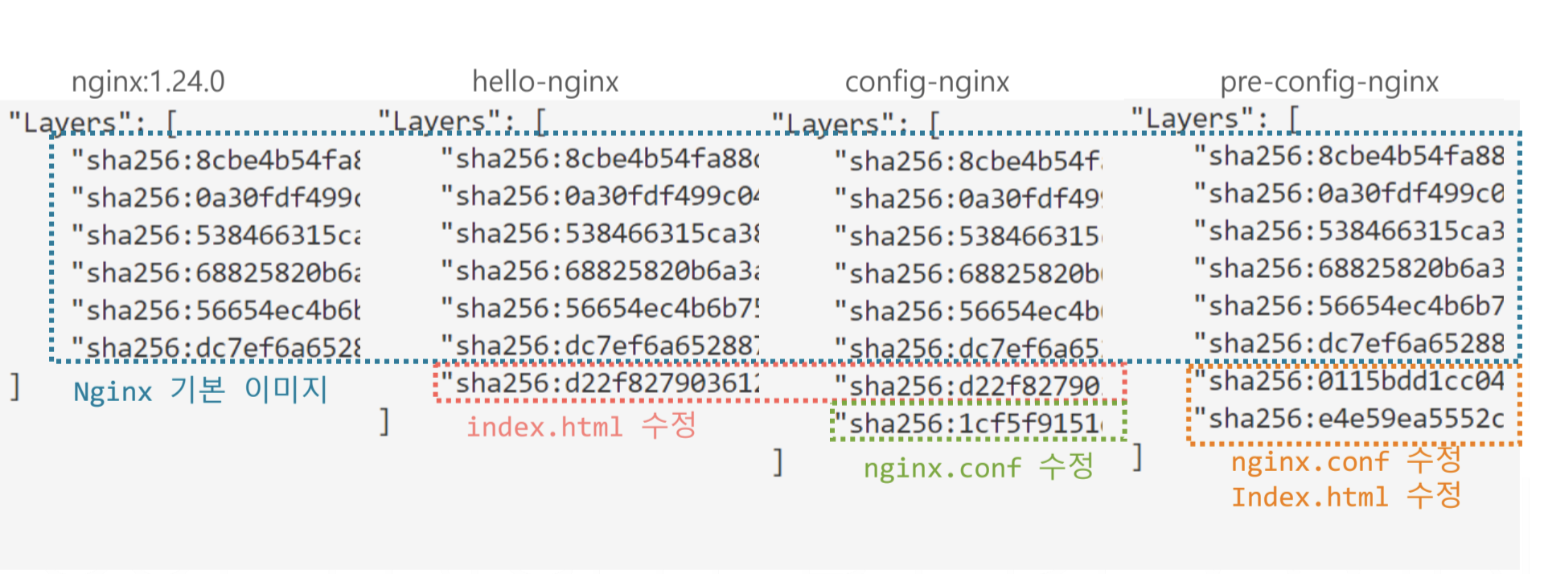 nginx:1.24.0
"Layers": [
"sha256:8cbe4b54fa8
"sha256:0a30fdf499c
"sha256:538466315ca
"sha256:68825820b6a
"sha256:56654ec4b6b
"sha256:dc7ef6a6528
]
Nginx 기본 이미지
hello-nginx
"Layers": [
"sha256:8cbe4b54fa88c
"sha256:0a30fdf499c04
"sha256:538466315ca38
"sha256:68825820b6a3a
"sha256:56654ec4b6b75
"sha256:dc7ef6a652887
"sha256:d22f827903612
]
index.html 수정
config-nginx
"Layers": [
"sha256:8cbe4b54f
"sha256:0a30fdf499
"sha256:538466315
"sha256:68825820b
"sha256:56654ec4b
"sha256:dc7ef6a65
"sha256:d22f82790
"sha256:1cf5f9151
]
nginx.conf 수정
pre-config-nginx
"Layers": [
"sha256:8cbe4b54fa88
"sha256:0a30fdf499c0
"sha256:538466315ca3
"sha256:68825820b6a3
"sha256:56654ec4b6b7
"sha256:dc7ef6a65288
"sha256:0115bdd1cc04
"sha256:e4e59ea5552c
]
nginx.conf 수정
Index.html 수정